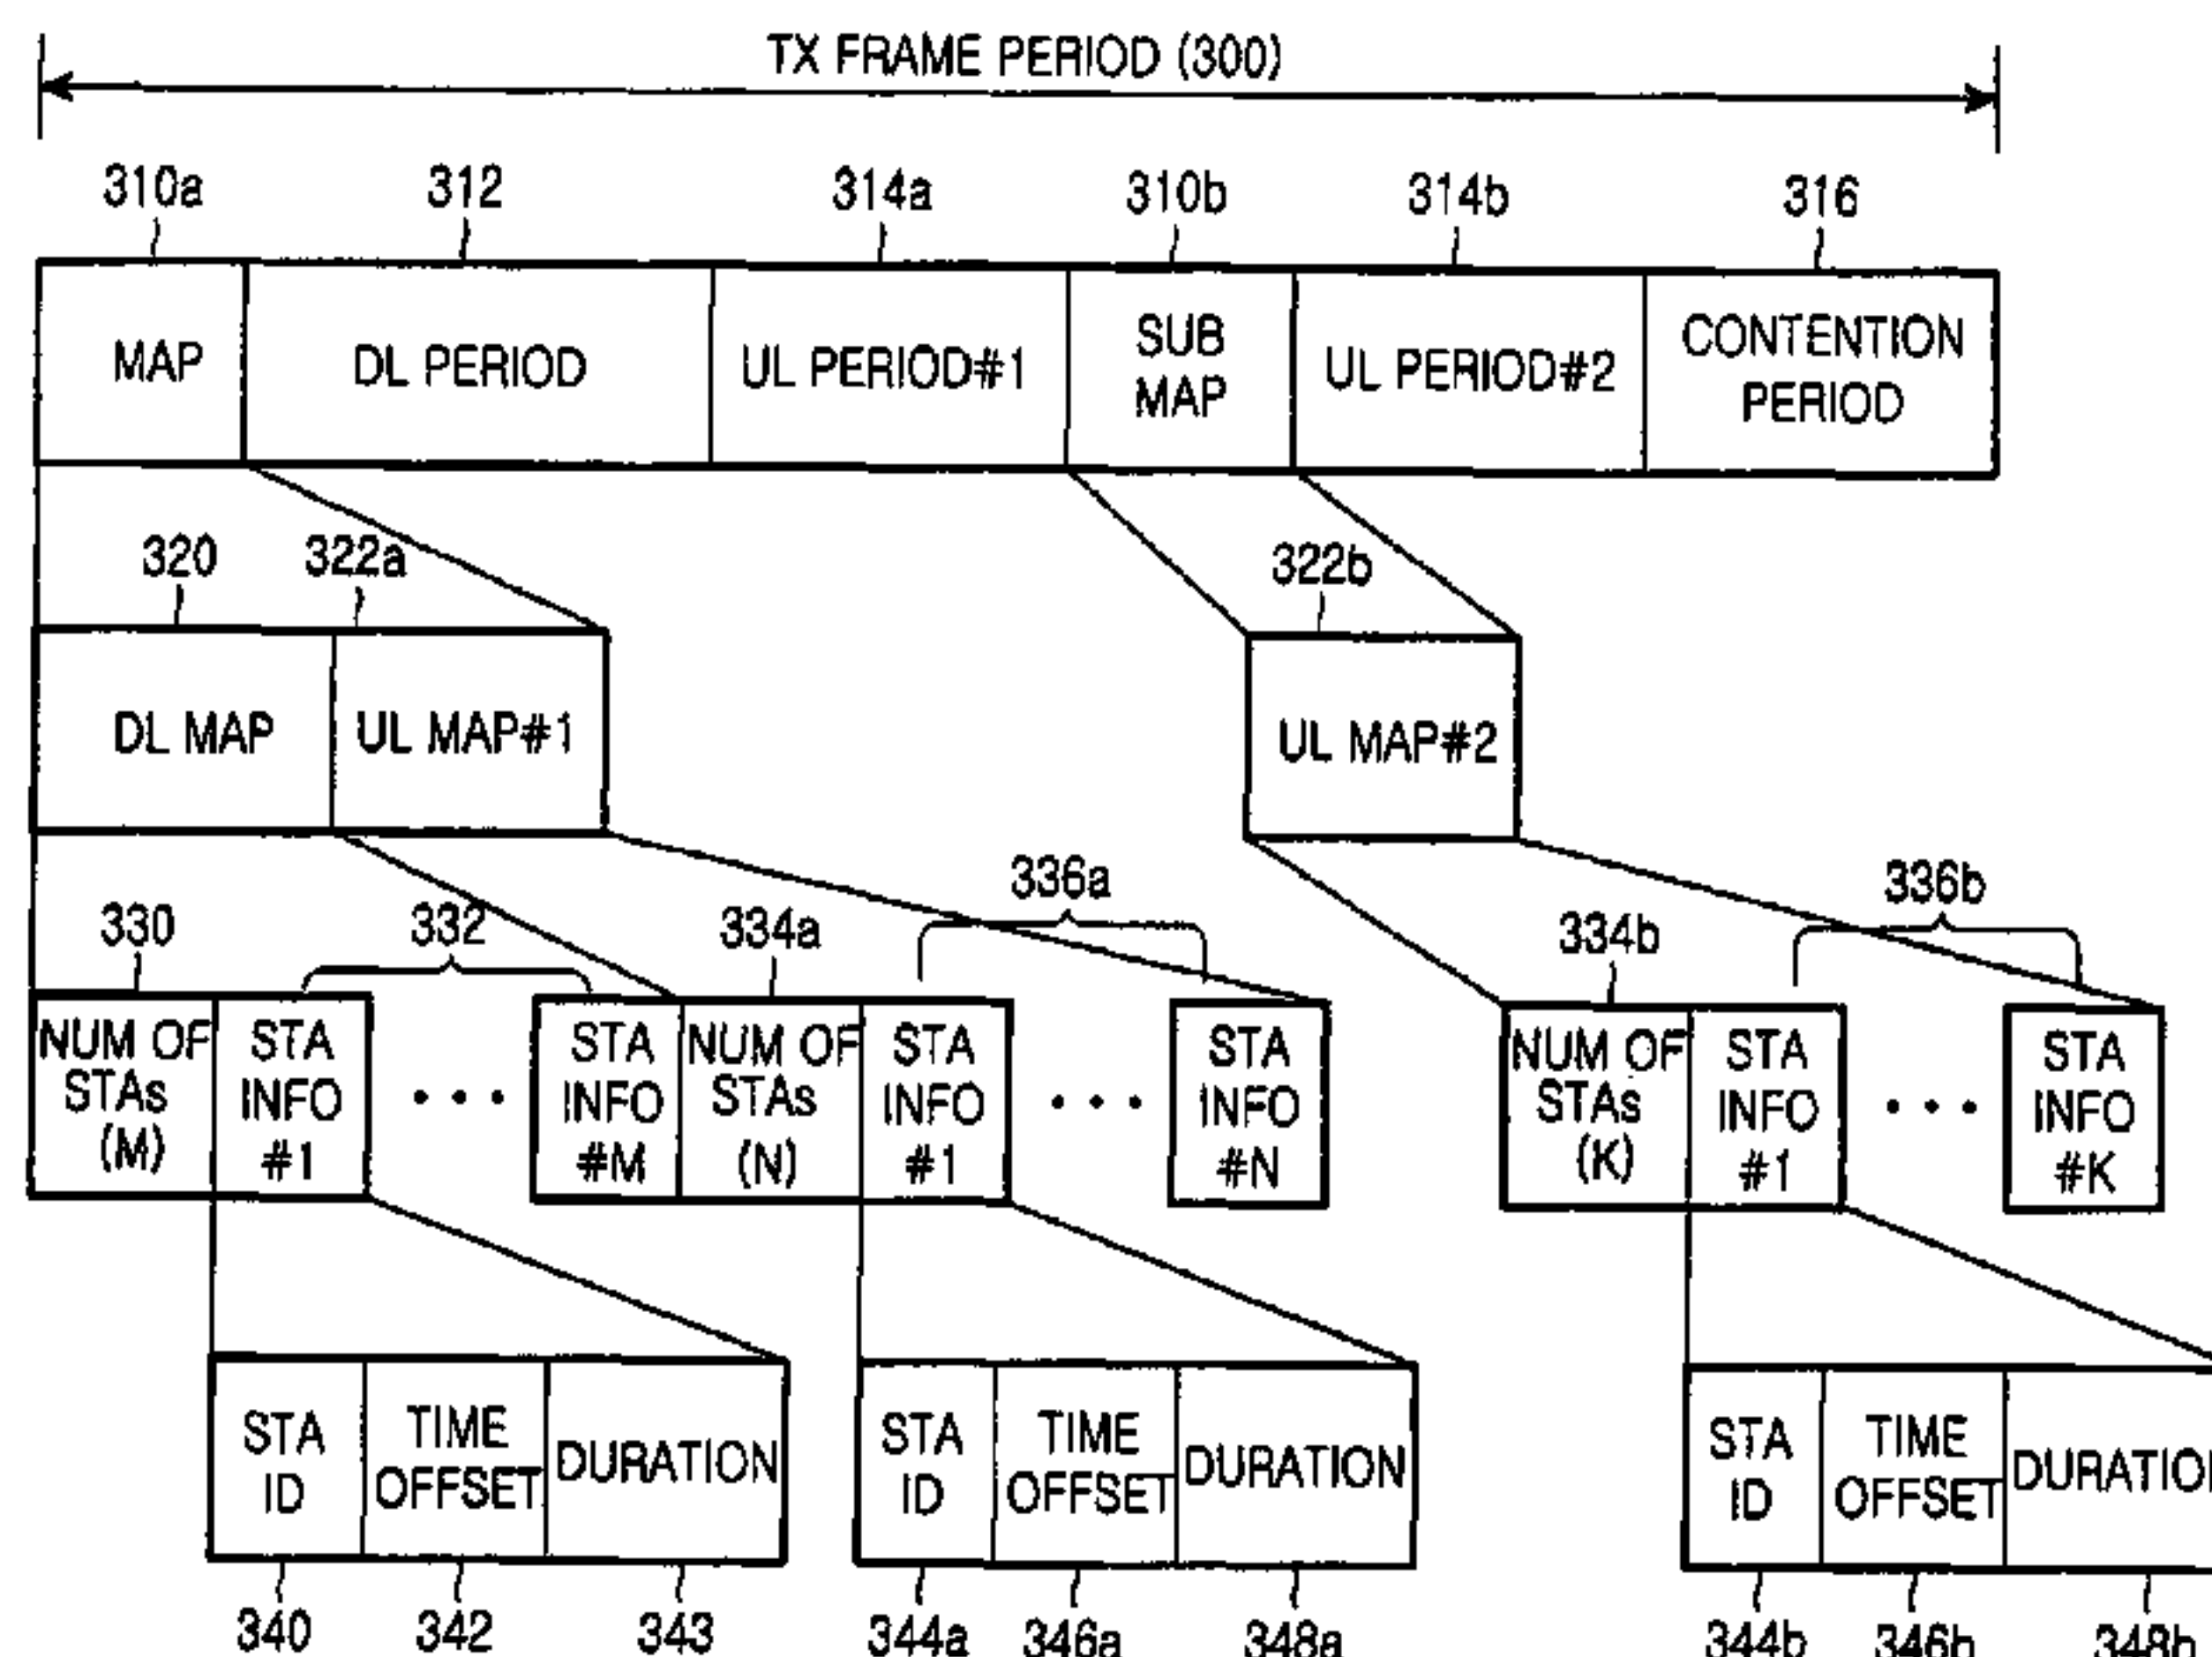 TX FRAME PERIOD (300)
310a 312 314a 310b 314b 316
MAP
DL PERIOD
UL PERIOD#1
SUB
MAP
UL PERIOD#2
CONTENTION
PERIOD
320 322a 322b
DL MAP
UL MAP#1
UL MAP#2
330 332 334a 336a 334b 336b
NUM OF
STAs
(M)
STA
INFO
#1
• • •
STA
INFO
#M
NUM OF
STAs
(N)
STA
INFO
#1
• • •
STA
INFO
#N
NUM OF
STAs
(K)
STA
INFO
#1
• • •
STA
INFO
#K
STA
ID
TIME
OFFSET
DURATION
STA
ID
TIME
OFFSET
DURATION
STA
ID
TIME
OFFSET
DURATIO
340 342 343 344a 346a 348a 344b 346b 348b